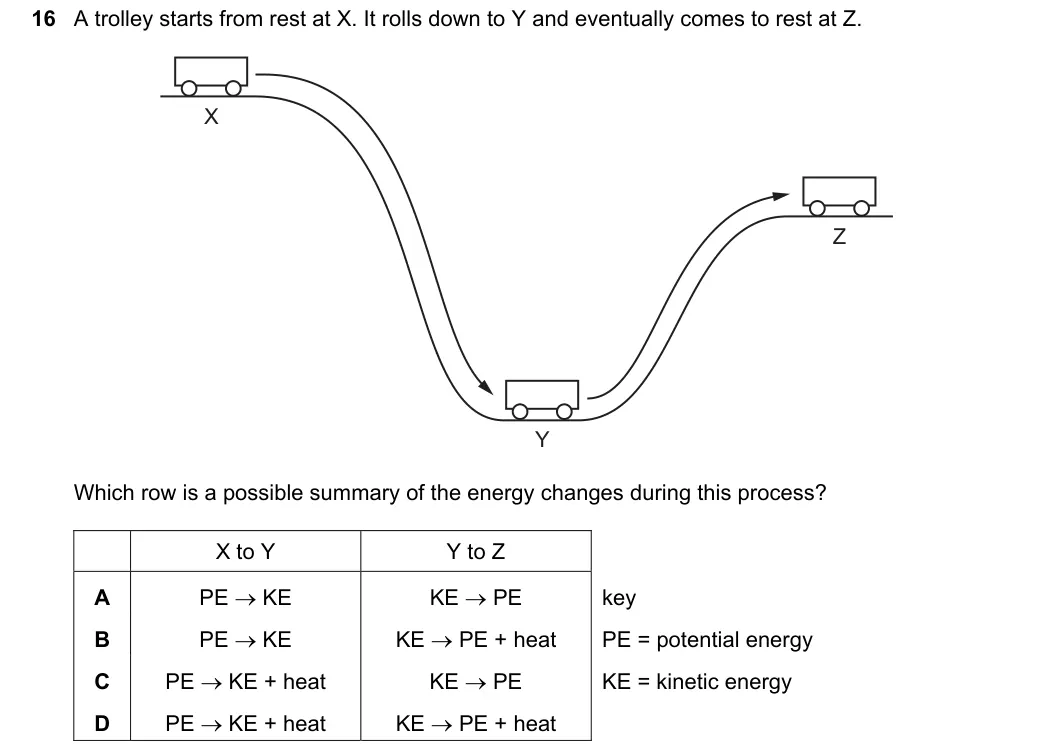 16 A trolley starts from rest at X. It rolls down to Y and eventually comes to rest at Z.
X
Z
Y
Which row is a possible summary of the energy changes during this process?
X to Y Y to Z
A PE → KE KE → PE key
B PE → KE KE → PE + heat PE = potential energy
C PE → KE + heat KE → PE KE = kinetic energy
D PE → KE + heat KE → PE + heat